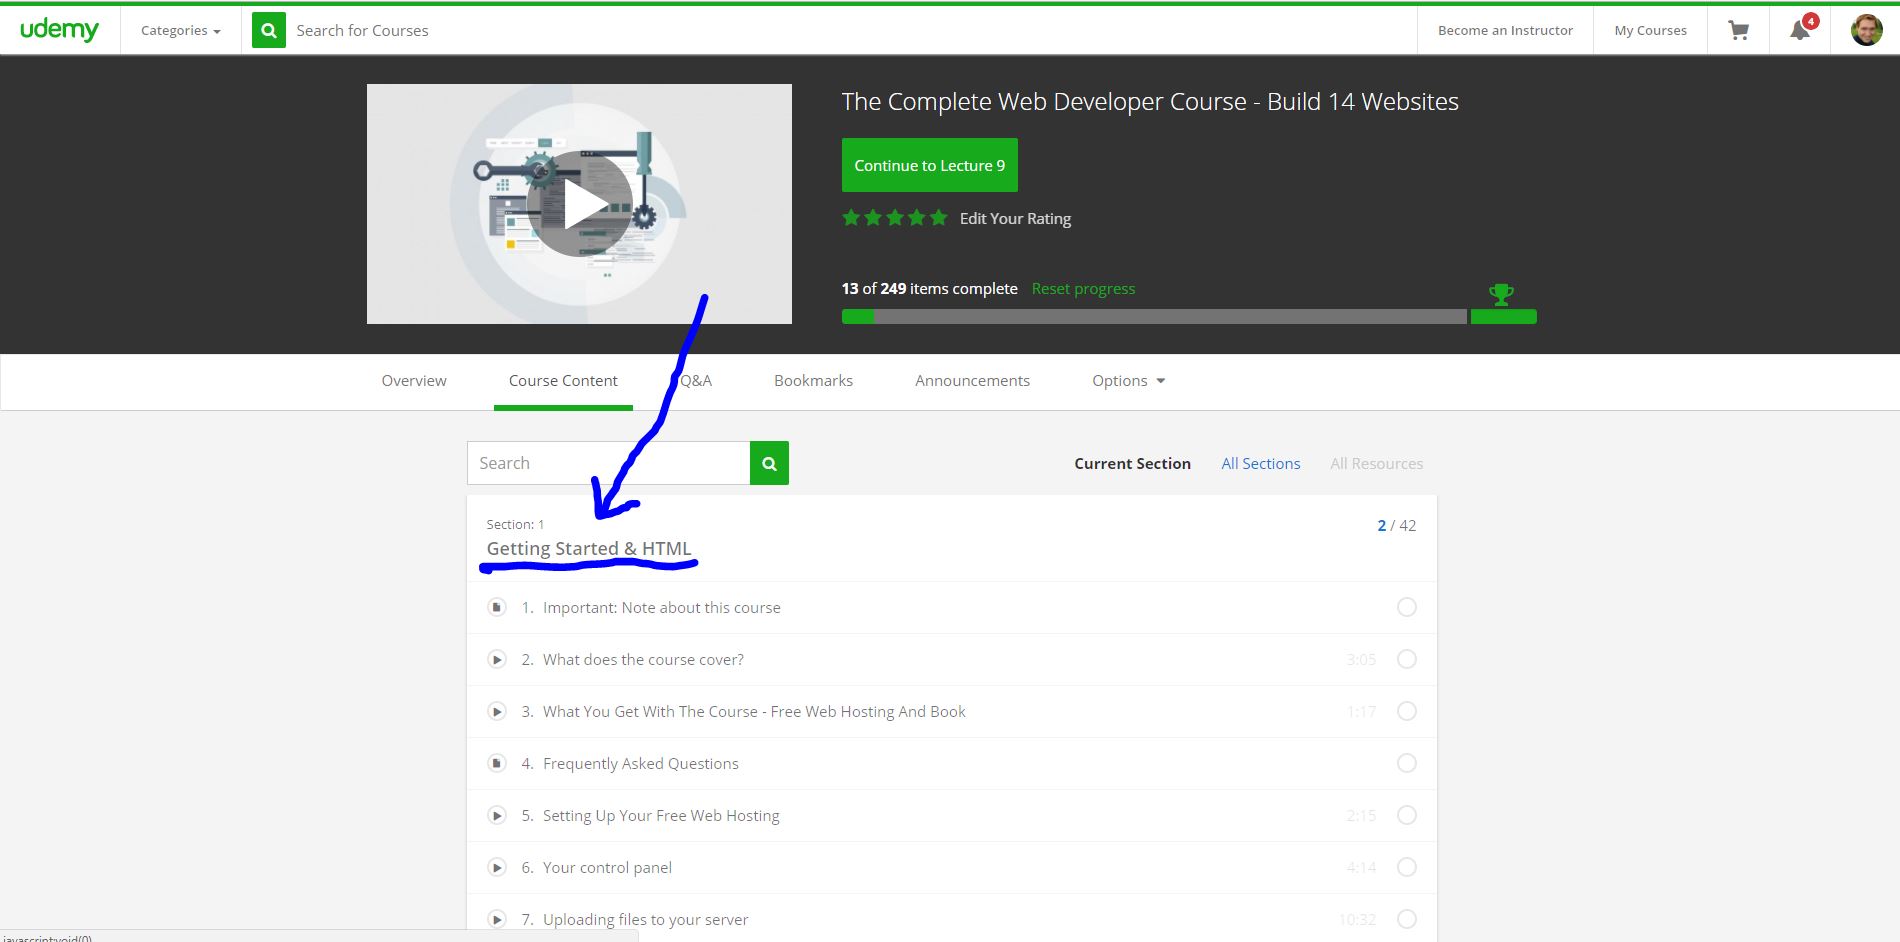 udemy
Categories
Search for Courses
Become an Instructor
My Courses
4
The Complete Web Developer Course - Build 14 Websites
Continue to Lecture 9
Edit Your Rating
13 of 249 items complete Reset progress
Overview
Course Content
Q&A
Bookmarks
Announcements
Options
Search
Current Section
All Sections
All Resources
Section: 1
2 / 42
Getting Started & HTML
1. Important: Note about this course
2. What does the course cover? 3:05
3. What You Get With The Course - Free Web Hosting And Book 1:17
4. Frequently Asked Questions
5. Setting Up Your Free Web Hosting 2:15
6. Your control panel 4:14
7. Uploading files to your server 10:32
javascript:void(0)